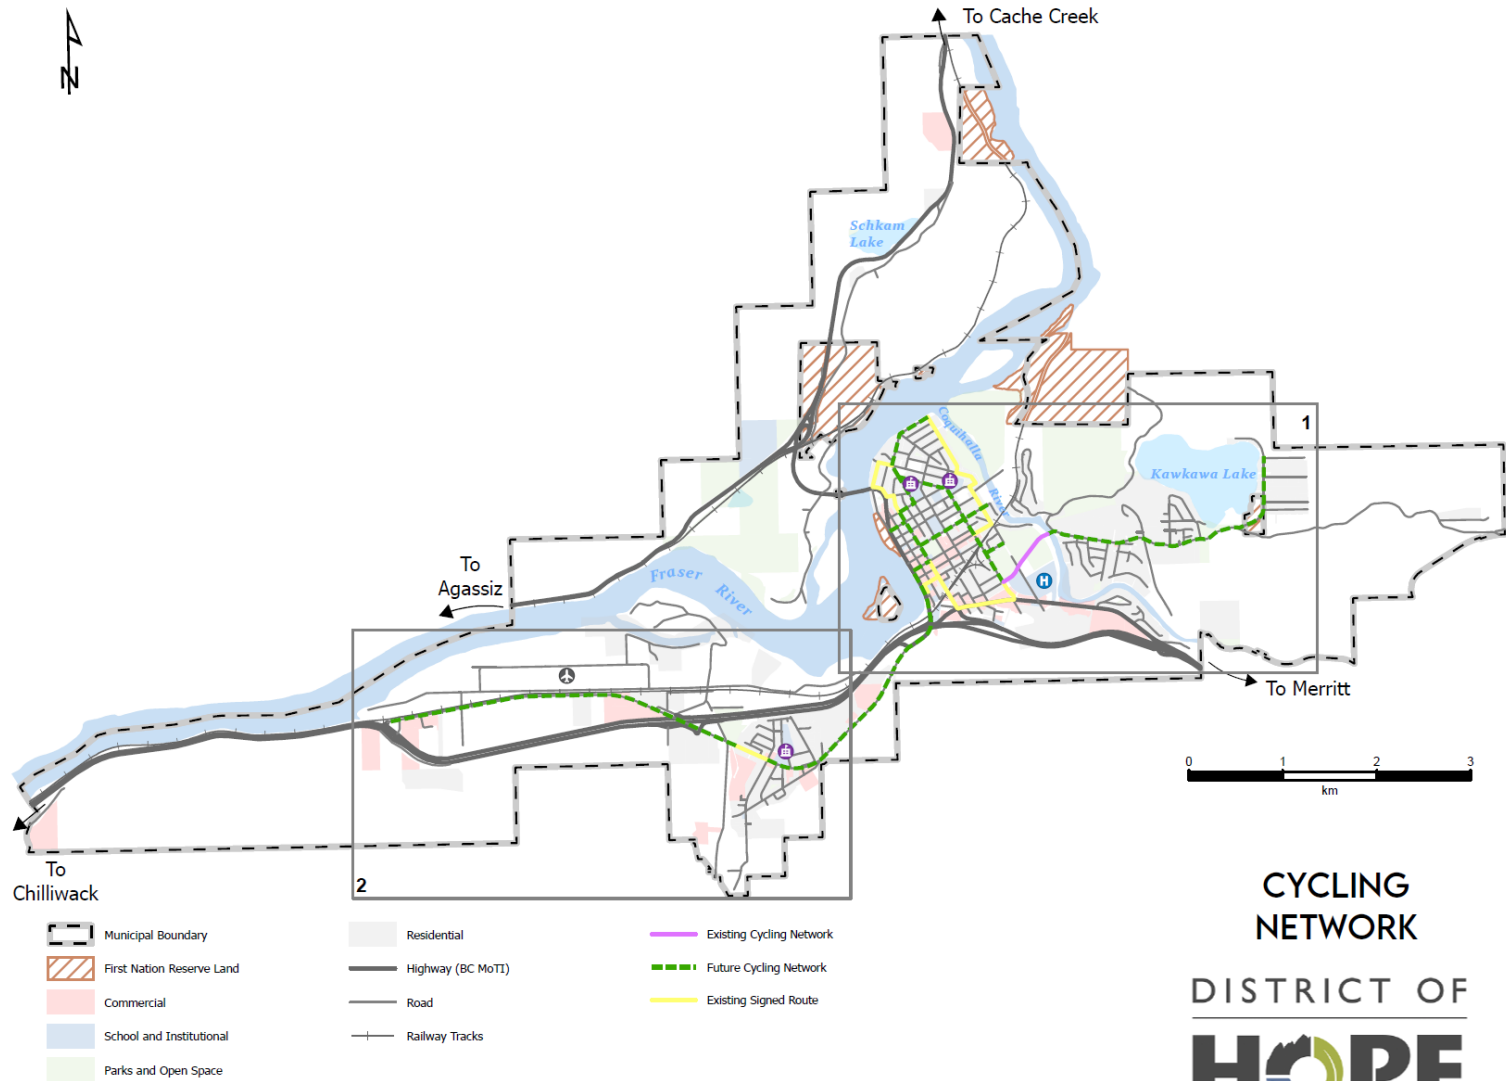 To Cache Creek
N
Schkam
Lake
Coquihalla
River
1
Kawkawa Lake
To
Agassiz
Fraser
River
H
To Merritt
0 1 2 3
km
To
Chilliwack
2
CYCLING
NETWORK
DISTRICT OF
HOPE
Municipal Boundary
First Nation Reserve Land
Commercial
School and Institutional
Parks and Open Space
Residential
Highway (BC MoTI)
Road
Railway Tracks
Existing Cycling Network
Future Cycling Network
Existing Signed Route